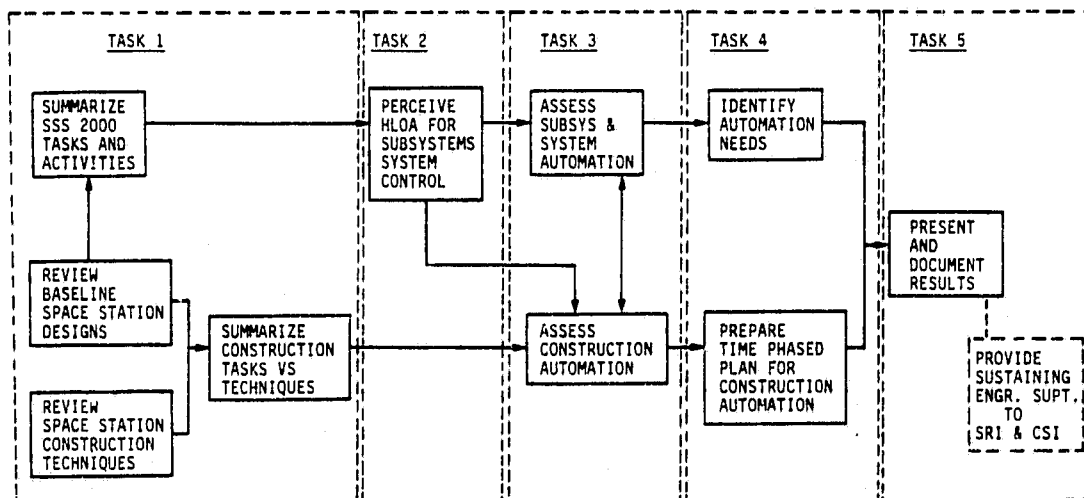 TASK 1
SUMMARIZE
SSS 2000
TASKS AND
ACTIVITIES
REVIEW
BASELINE
SPACE STATION
DESIGNS
REVIEW
SPACE STATION
CONSTRUCTION
TECHNIQUES
SUMMARIZE
CONSTRUCTION
TASKS VS
TECHNIQUES
TASK 2
PERCEIVE
HLOA FOR
SUBSYSTEMS
SYSTEM
CONTROL
TASK 3
ASSESS
SUBSYS &
SYSTEM
AUTOMATION
ASSESS
CONSTRUCTION
AUTOMATION
TASK 4
IDENTIFY
AUTOMATION
NEEDS
PREPARE
TIME PHASED
PLAN FOR
CONSTRUCTION
AUTOMATION
TASK 5
PRESENT
AND
DOCUMENT
RESULTS
PROVIDE
SUSTAINING
ENGR. SUPT.
TO
SRI & CSI